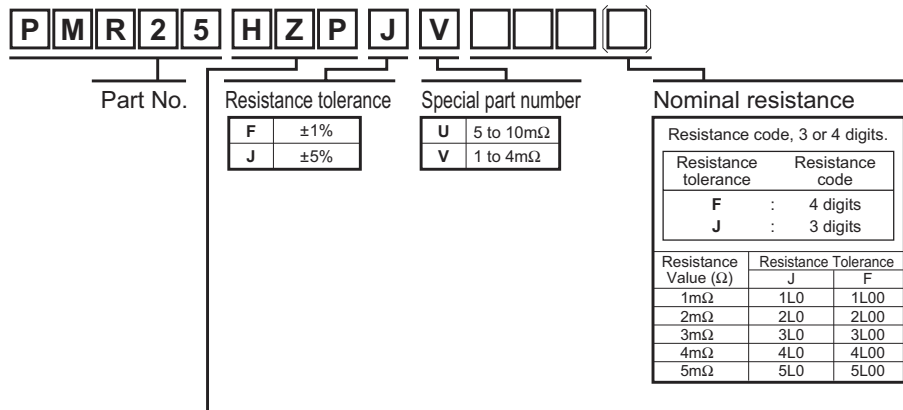 PMR25 HZP J V
Part No.
Resistance tolerance
F ±1%
J ±5%
Special part number
U 5 to 10mΩ
V 1 to 4mΩ
Nominal resistance
Resistance code, 3 or 4 digits.
Resistance tolerance Resistance code
F : 4 digits
J : 3 digits
Resistance Value (Ω) Resistance Tolerance
J F
1mΩ 1L0 1L00
2mΩ 2L0 2L00
3mΩ 3L0 3L00
4mΩ 4L0 4L00
5mΩ 5L0 5L00